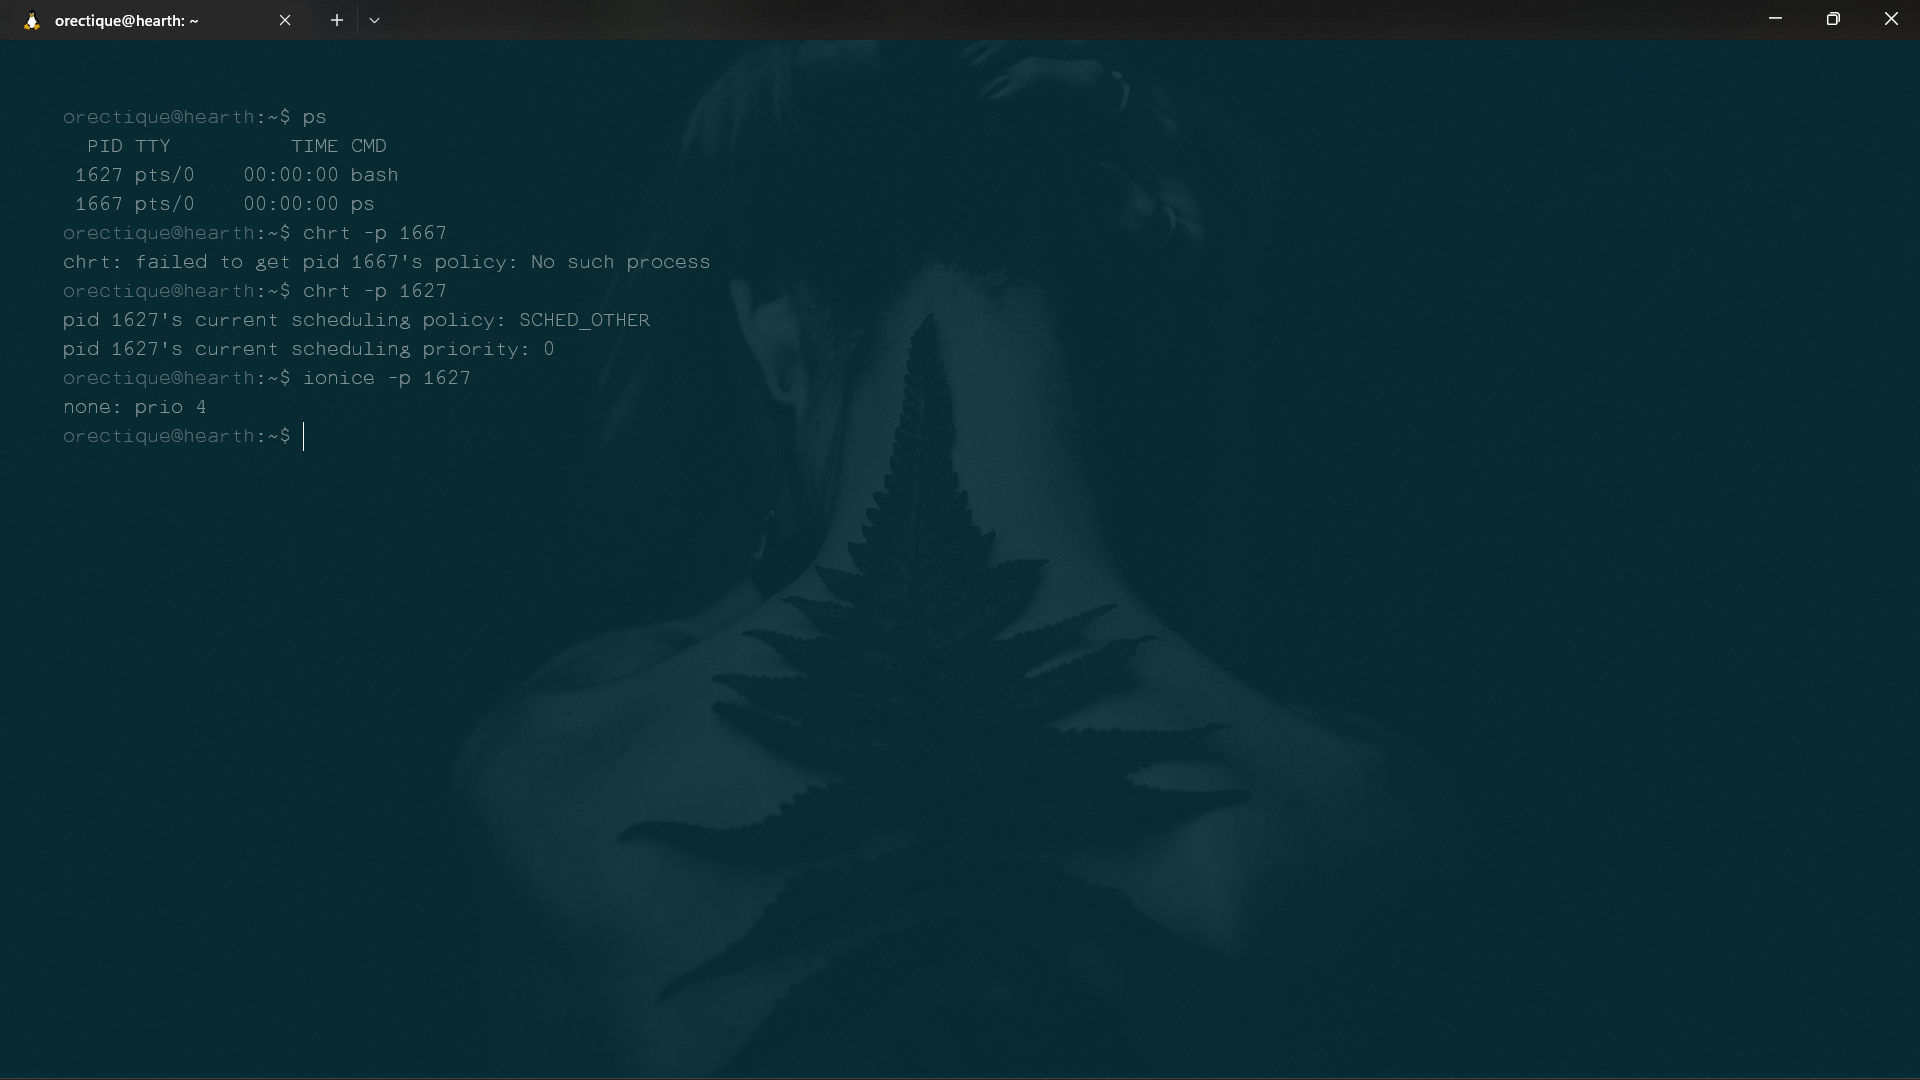 orectique@hearth: ~
orectique@hearth:~$ ps
  PID TTY          TIME CMD
 1627 pts/0    00:00:00 bash
 1667 pts/0    00:00:00 ps
orectique@hearth:~$ chrt -p 1667
chrt: failed to get pid 1667's policy: No such process
orectique@hearth:~$ chrt -p 1627
pid 1627's current scheduling policy: SCHED_OTHER
pid 1627's current scheduling priority: 0
orectique@hearth:~$ ionice -p 1627
none: prio 4
orectique@hearth:~$